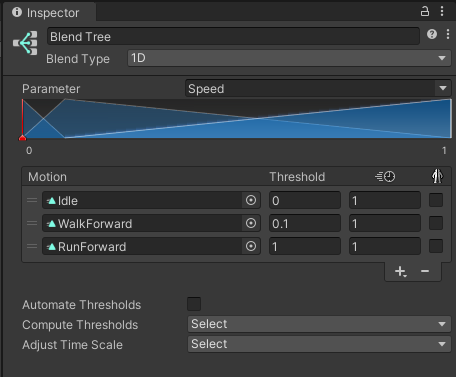 Inspector
Blend Tree
Blend Type 1D
Parameter Speed
0 1
Motion Threshold
Idle 0 1
WalkForward 0.1 1
RunForward 1 1
+ −
Automate Thresholds
Compute Thresholds Select
Adjust Time Scale Select